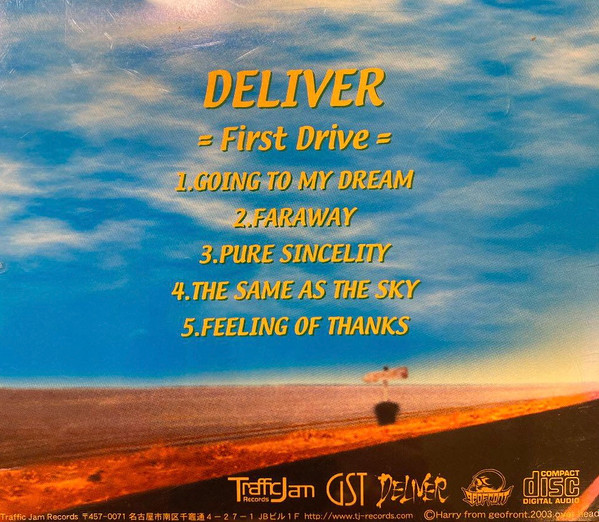 DELIVER
= First Drive =
1.GOING TO MY DREAM
2.FARAWAY
3.PURE SINCELITY
4.THE SAME AS THE SKY
5.FEELING OF THANKS
TrafficJam Records GST DELIVER GEOFRONT COMPACT disc DIGITAL AUDIO
Traffic Jam Records 〒457-0071 名古屋市南区千竈通4-27-1 JBビル1F http://www.tj-records.com ©Harry from geofront.2003.over head